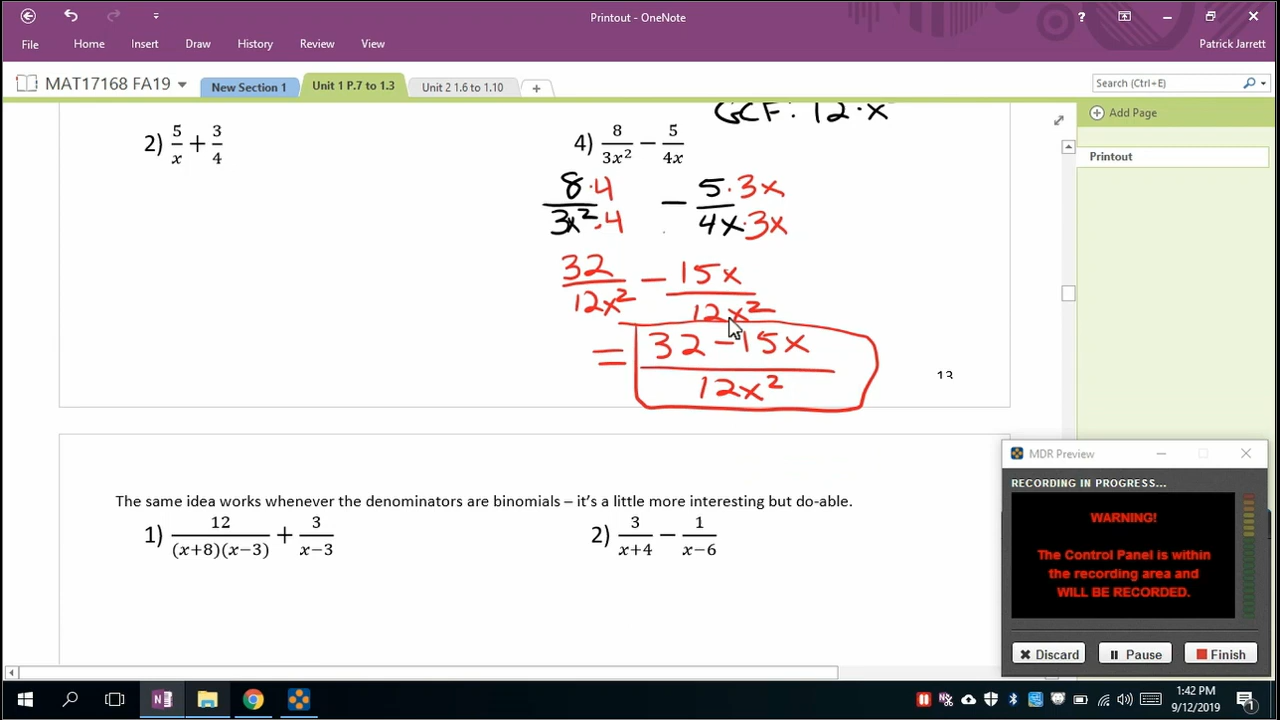 Printout - OneNote
?
File Home Insert Draw History Review View
Patrick Jarrett
MAT17168 FA19
New Section 1
Unit 1 P.7 to 1.3
Unit 2 1.6 to 1.10
+
Search (Ctrl+E)
Add Page
Printout
GCF: 12·x
2) 5/x + 3/4
4) 8/3x² − 5/4x
8·4/3x²·4 − 5·3x/4x·3x
32/12x² − 15x/12x²
= 32−15x/12x²
13
The same idea works whenever the denominators are binomials – it’s a little more interesting but do-able.
1) 12/(x+8)(x−3) + 3/x−3
2) 3/x+4 − 1/x−6
MDR Preview
RECORDING IN PROGRESS...
WARNING!
The Control Panel is within
the recording area and
WILL BE RECORDED.
Discard
Pause
Finish
1:42 PM
9/12/2019
1